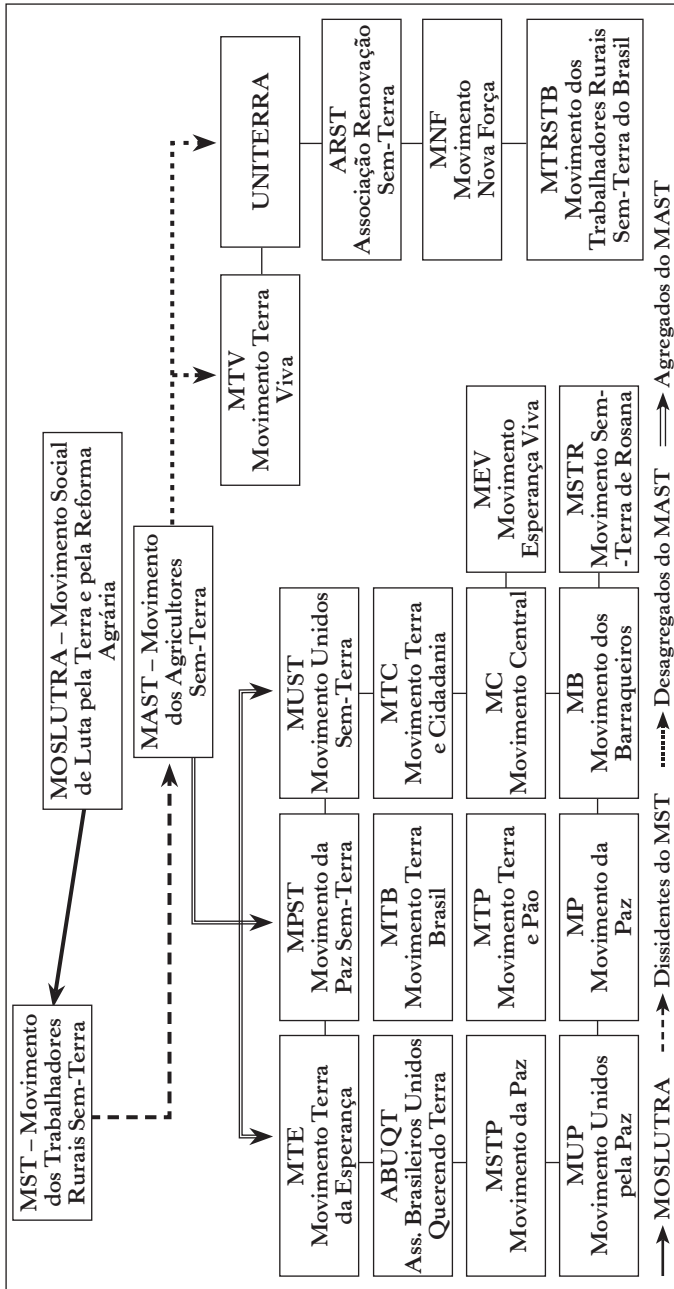 MOSLUTRA – Movimento Social
de Luta pela Terra e pela Reforma
Agrária
MST – Movimento
dos Trabalhadores
Rurais Sem-Terra
MAST – Movimento
dos Agricultores
Sem-Terra
MTE
Movimento Terra
da Esperança
MPST
Movimento da
Paz Sem-Terra
MUST
Movimento Unidos
Sem-Terra
MTV
Movimento Terra
Viva
UNITERRA
ABUQT
Ass. Brasileiros Unidos
Querendo Terra
MTB
Movimento Terra
Brasil
MTC
Movimento Terra
e Cidadania
ARST
Associação Renovação
Sem-Terra
MSTP
Movimento da Paz
MTP
Movimento Terra
e Pão
MC
Movimento Central
MEV
Movimento
Esperança Viva
MNF
Movimento
Nova Força
MUP
Movimento Unidos
pela Paz
MP
Movimento da
Paz
MB
Movimento dos
Barraqueiros
MSTR
Movimento Sem-
-Terra de Rosana
MTRSTB
Movimento dos
Trabalhadores Rurais
Sem-Terra do Brasil
MOSLUTRA
Dissidentes do MST
Desagregados do MAST
Agregados do MAST